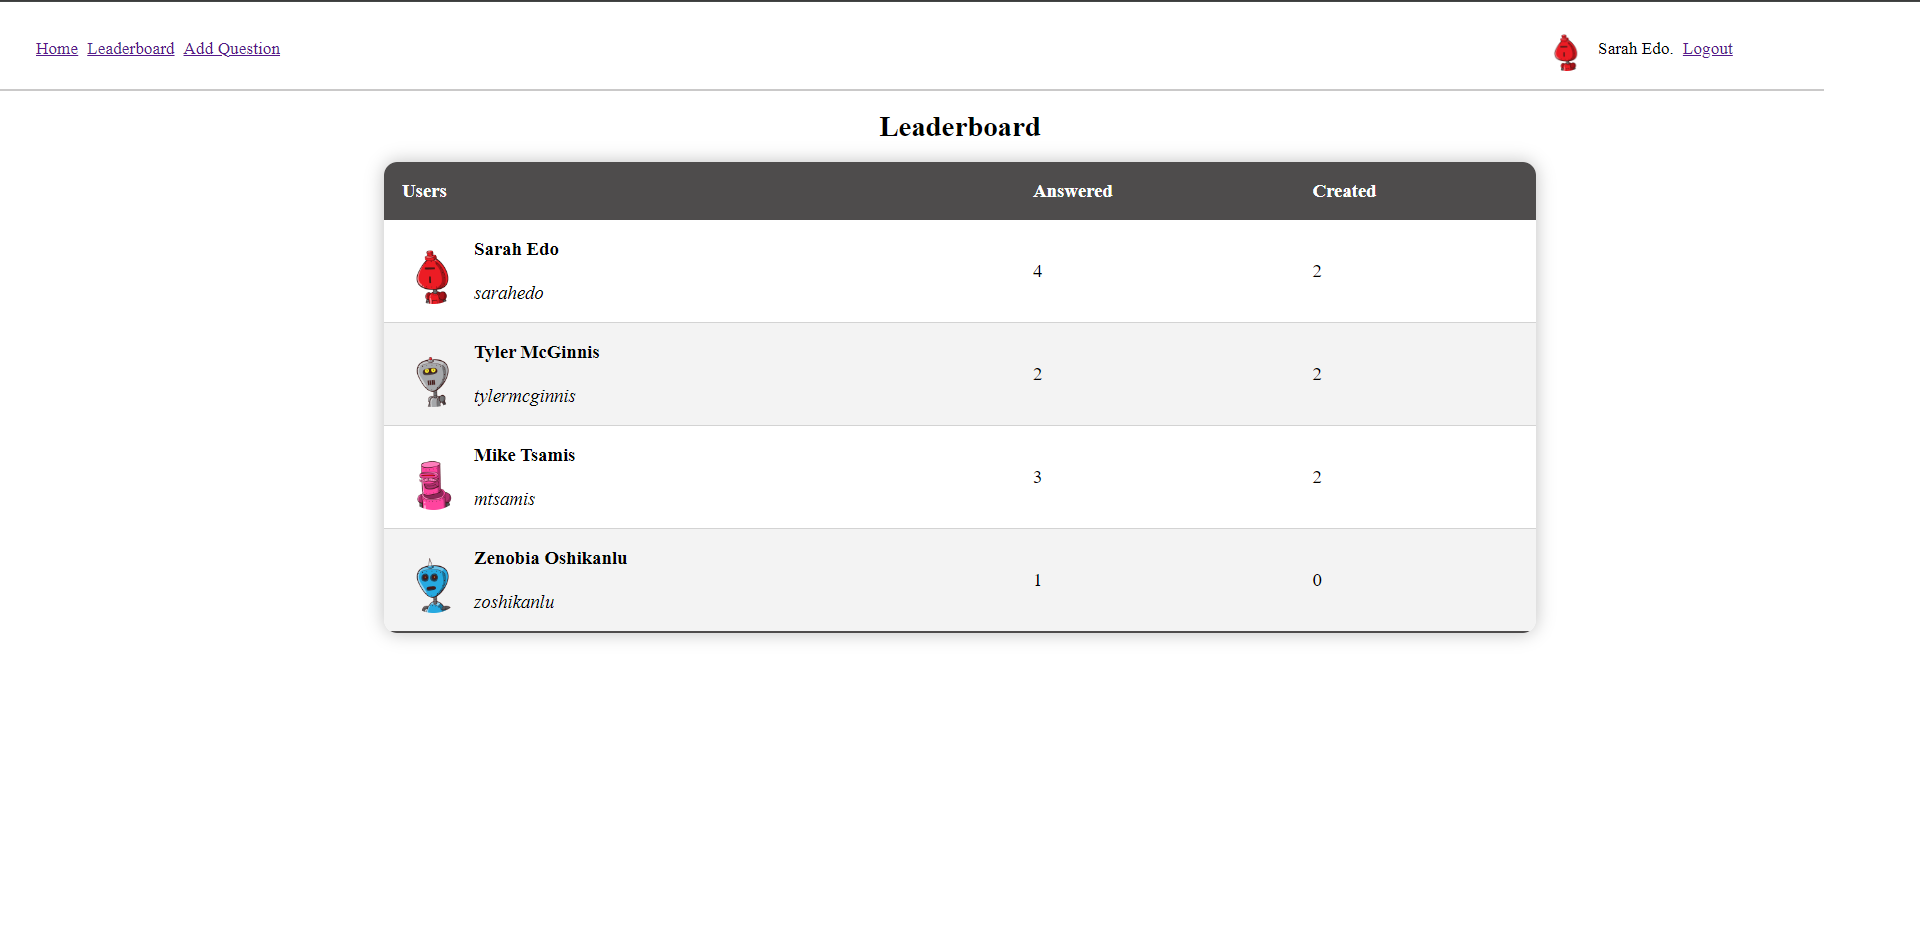 Home Leaderboard Add Question Sarah Edo. Logout
Leaderboard
Users Answered Created
Sarah Edo
sarahedo
4 2
Tyler McGinnis
tylermcginnis
2 2
Mike Tsamis
mtsamis
3 2
Zenobia Oshikanlu
zoshikanlu
1 0